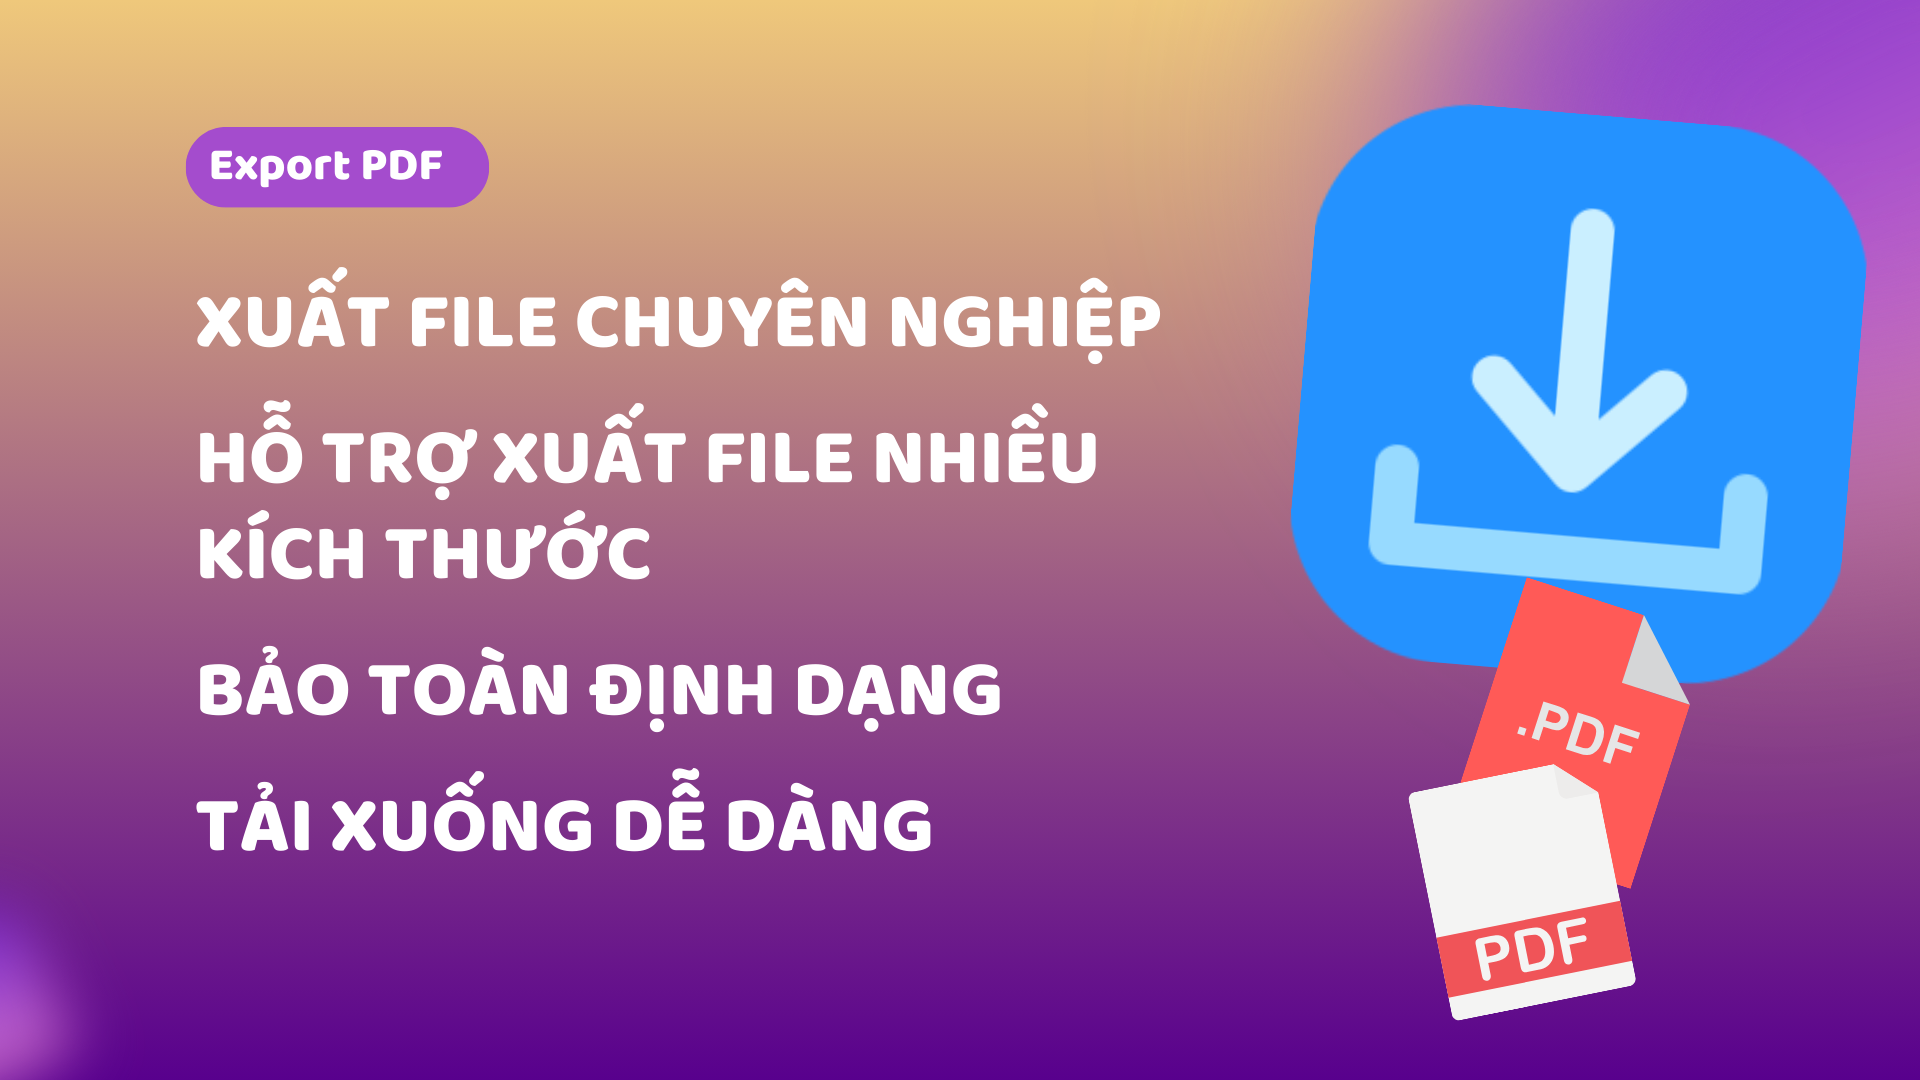 Export PDF
XUẤT FILE CHUYÊN NGHIỆP
HỖ TRỢ XUẤT FILE NHIỀU
KÍCH THƯỚC
BẢO TOÀN ĐỊNH DẠNG
TẢI XUỐNG DỄ DÀNG
.PDF
PDF